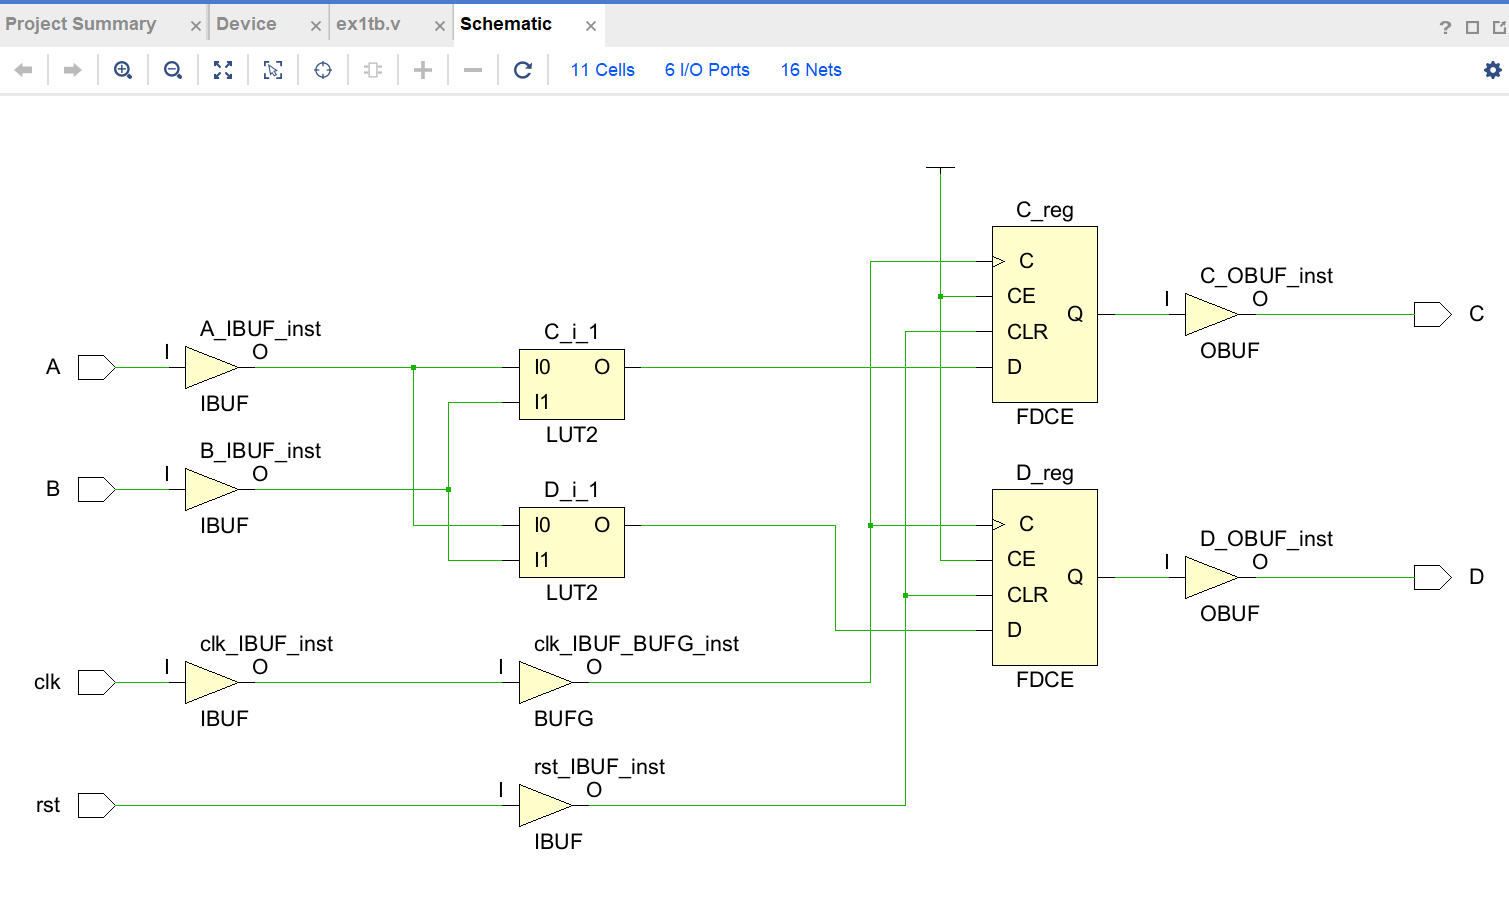 Project Summary × Device × ex1tb.v × Schematic × ?
11 Cells 6 I/O Ports 16 Nets
C_reg
C
CE
CLR
D
Q
FDCE
C_OBUF_inst
I O
OBUF
C
A_IBUF_inst
A I O
IBUF
C_i_1
I0 O
I1
LUT2
B_IBUF_inst
B I O
IBUF
D_i_1
I0 O
I1
LUT2
D_reg
C
CE
CLR
D
Q
FDCE
D_OBUF_inst
I O
OBUF
D
clk_IBUF_inst
clk I O
IBUF
clk_IBUF_BUFG_inst
I O
BUFG
rst_IBUF_inst
rst I O
IBUF